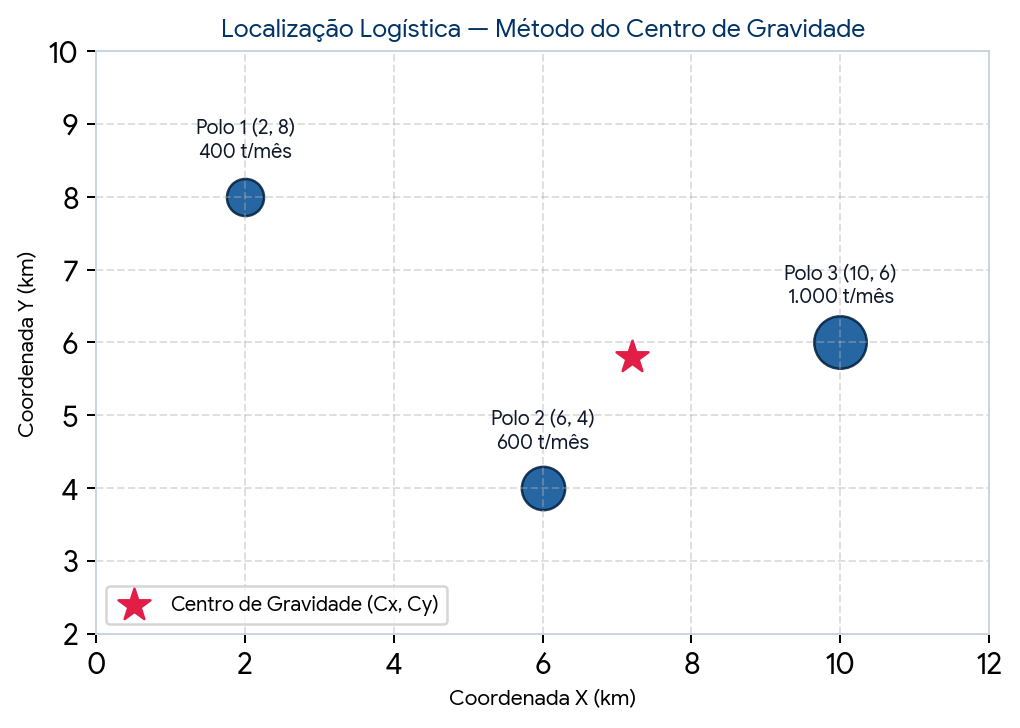 Localização Logística — Método do Centro de Gravidade
Coordenada Y (km)
10
9
8
7
6
5
4
3
2
Polo 1 (2, 8)
400 t/mês
Polo 3 (10, 6)
1.000 t/mês
Polo 2 (6, 4)
600 t/mês
Centro de Gravidade (Cx, Cy)
0
2
4
6
8
10
12
Coordenada X (km)